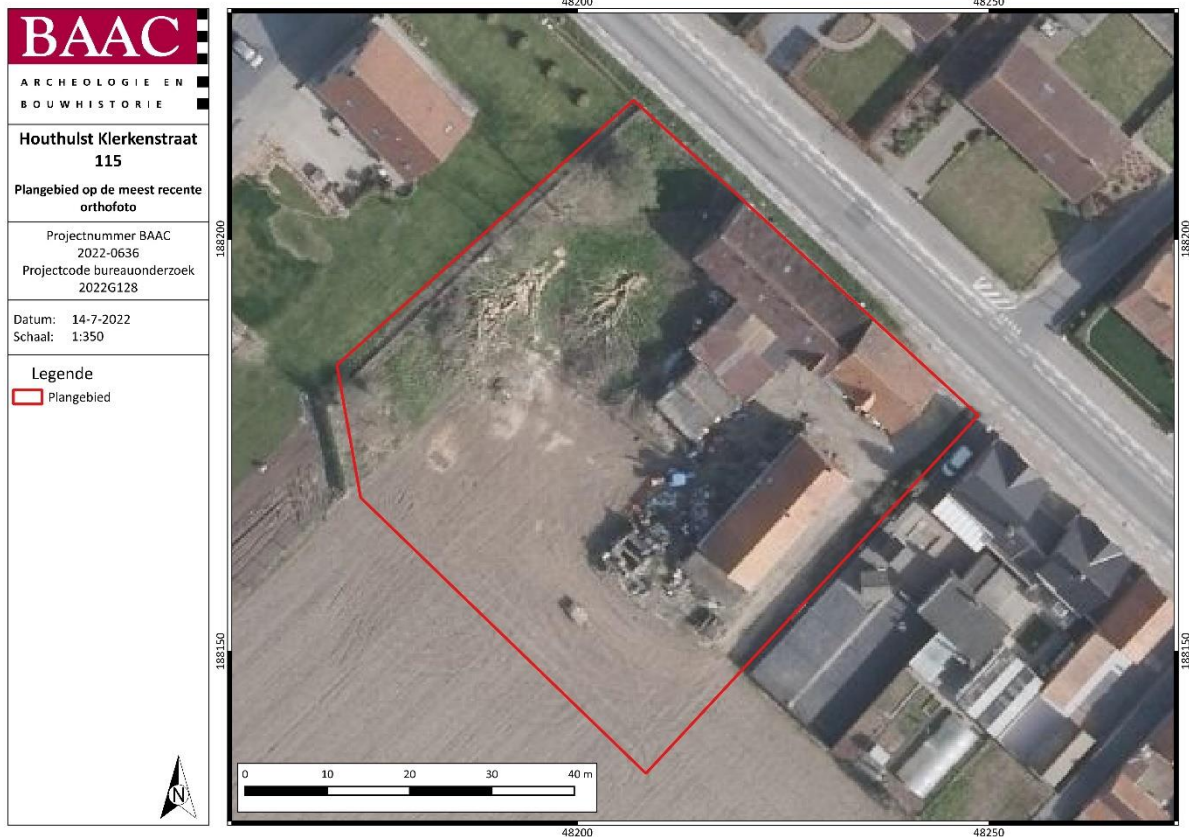 BAAC
ARCHEOLOGIE EN
BOUWHISTORIE
Houthulst Klerkenstraat
115
Plangebied op de meest recente
orthofoto
Projectnummer BAAC
2022-0636
Projectcode bureauonderzoek
2022G128
Datum: 14-7-2022
Schaal: 1:350
Legende
Plangebied
N
48200
48250
188200
188200
188150
188150
0 10 20 30 40 m
48200
48250